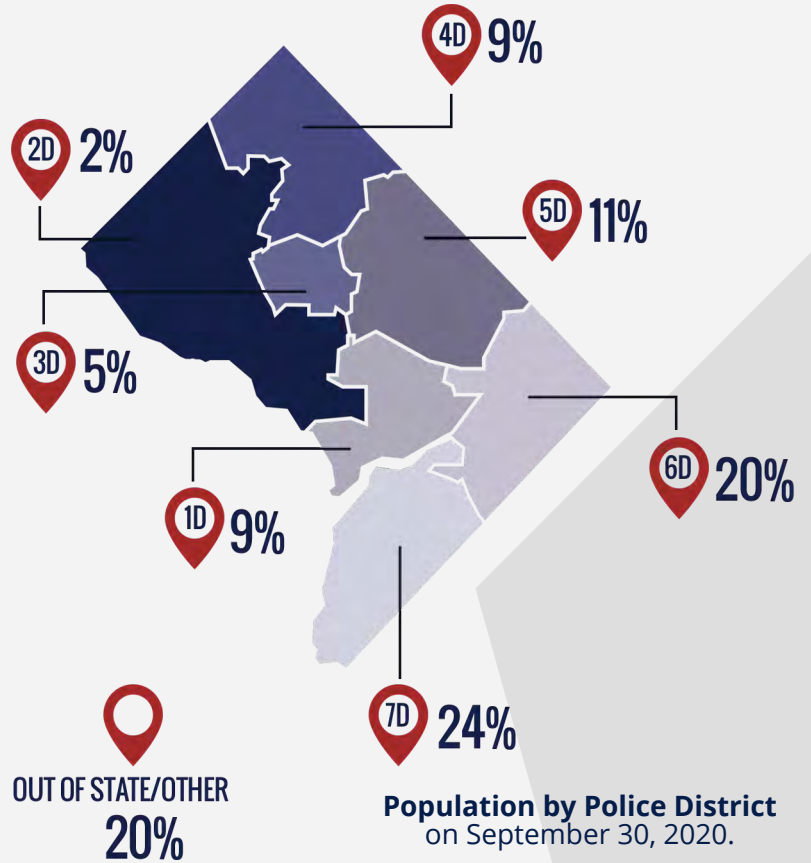 4D 9%
2D 2%
5D 11%
3D 5%
6D 20%
1D 9%
7D 24%
OUT OF STATE/OTHER
20%
Population by Police District
on September 30, 2020.